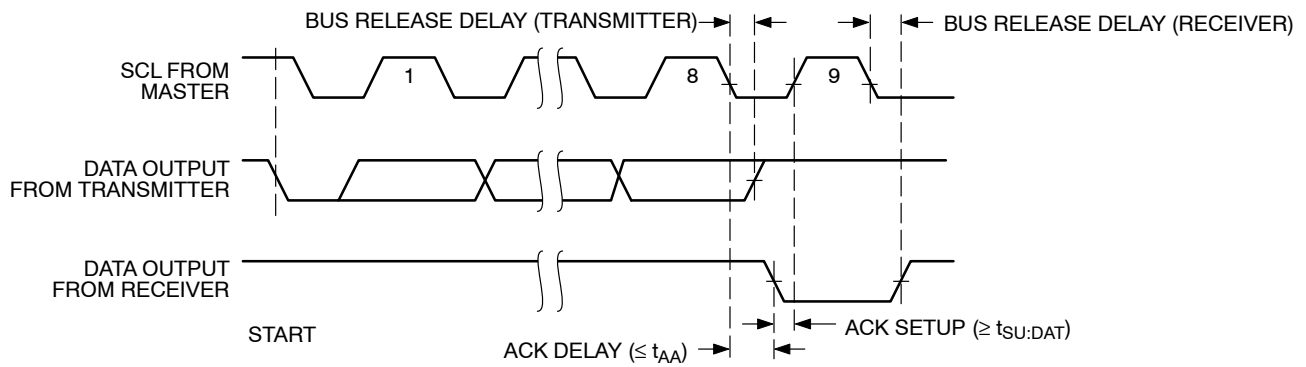 BUS RELEASE DELAY (TRANSMITTER)
BUS RELEASE DELAY (RECEIVER)
SCL FROM
MASTER
1
8
9
DATA OUTPUT
FROM TRANSMITTER
DATA OUTPUT
FROM RECEIVER
START
ACK SETUP (≥ tSU:DAT)
ACK DELAY (≤ tAA)